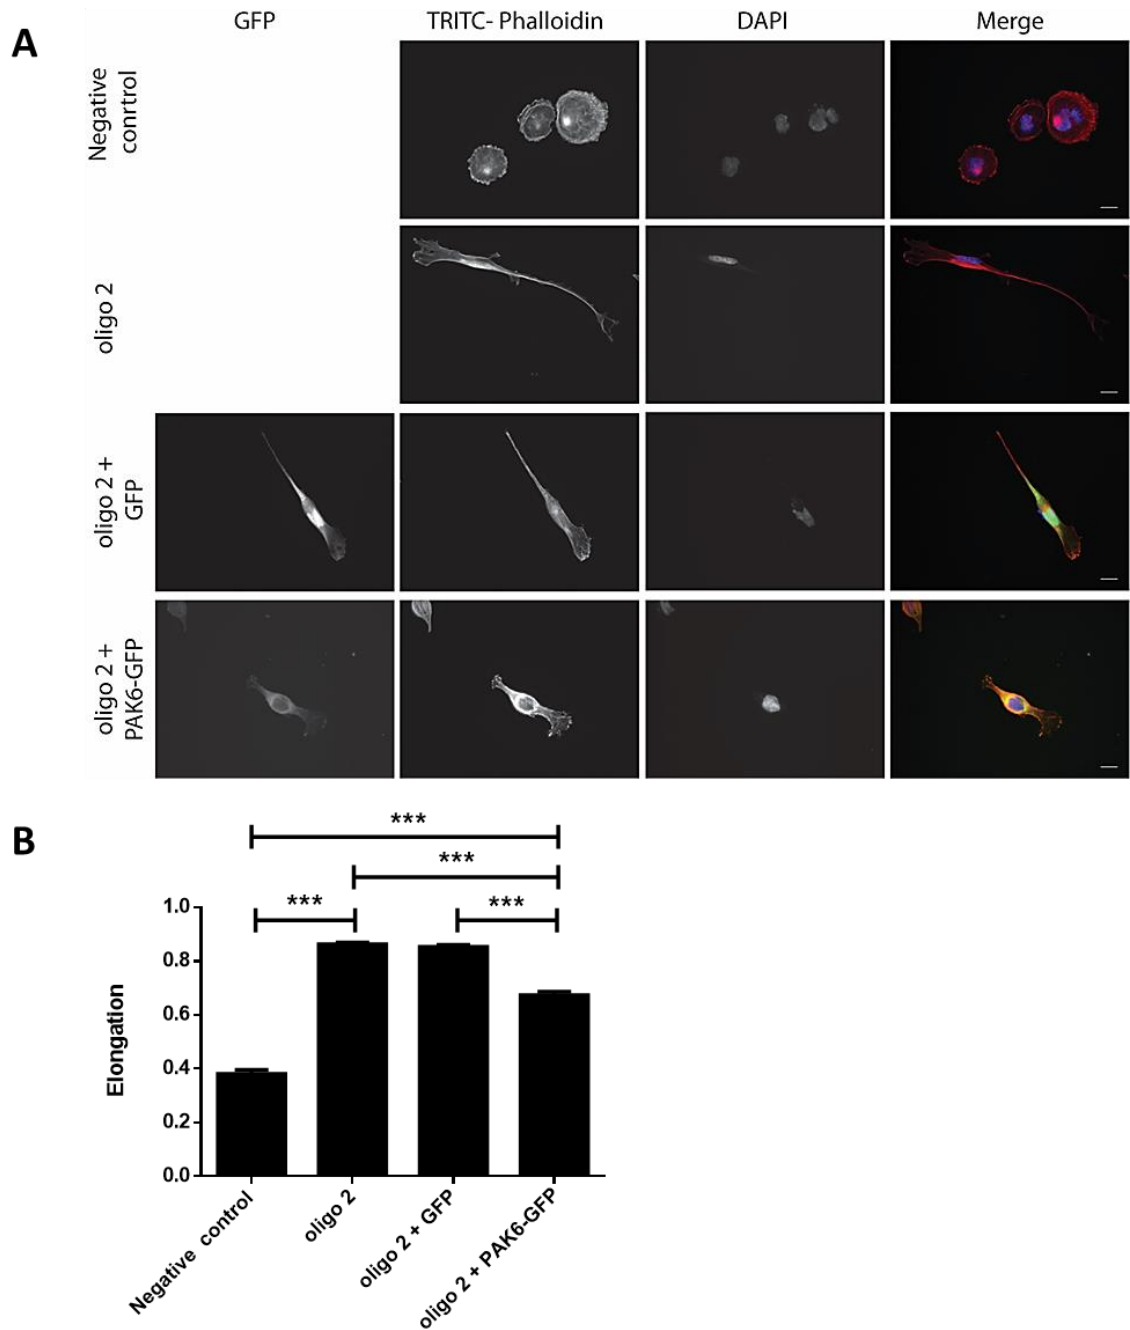 A
GFP
TRITC- Phalloidin
DAPI
Merge
Negative
conrtrol
oligo 2
oligo 2 +
GFP
oligo 2 +
PAK6-GFP
B
***
***
***
***
1.0
0.8
0.6
0.4
0.2
0.0
Elongation
Negative control
oligo 2
oligo 2 + GFP
oligo 2 + PAK6-GFP